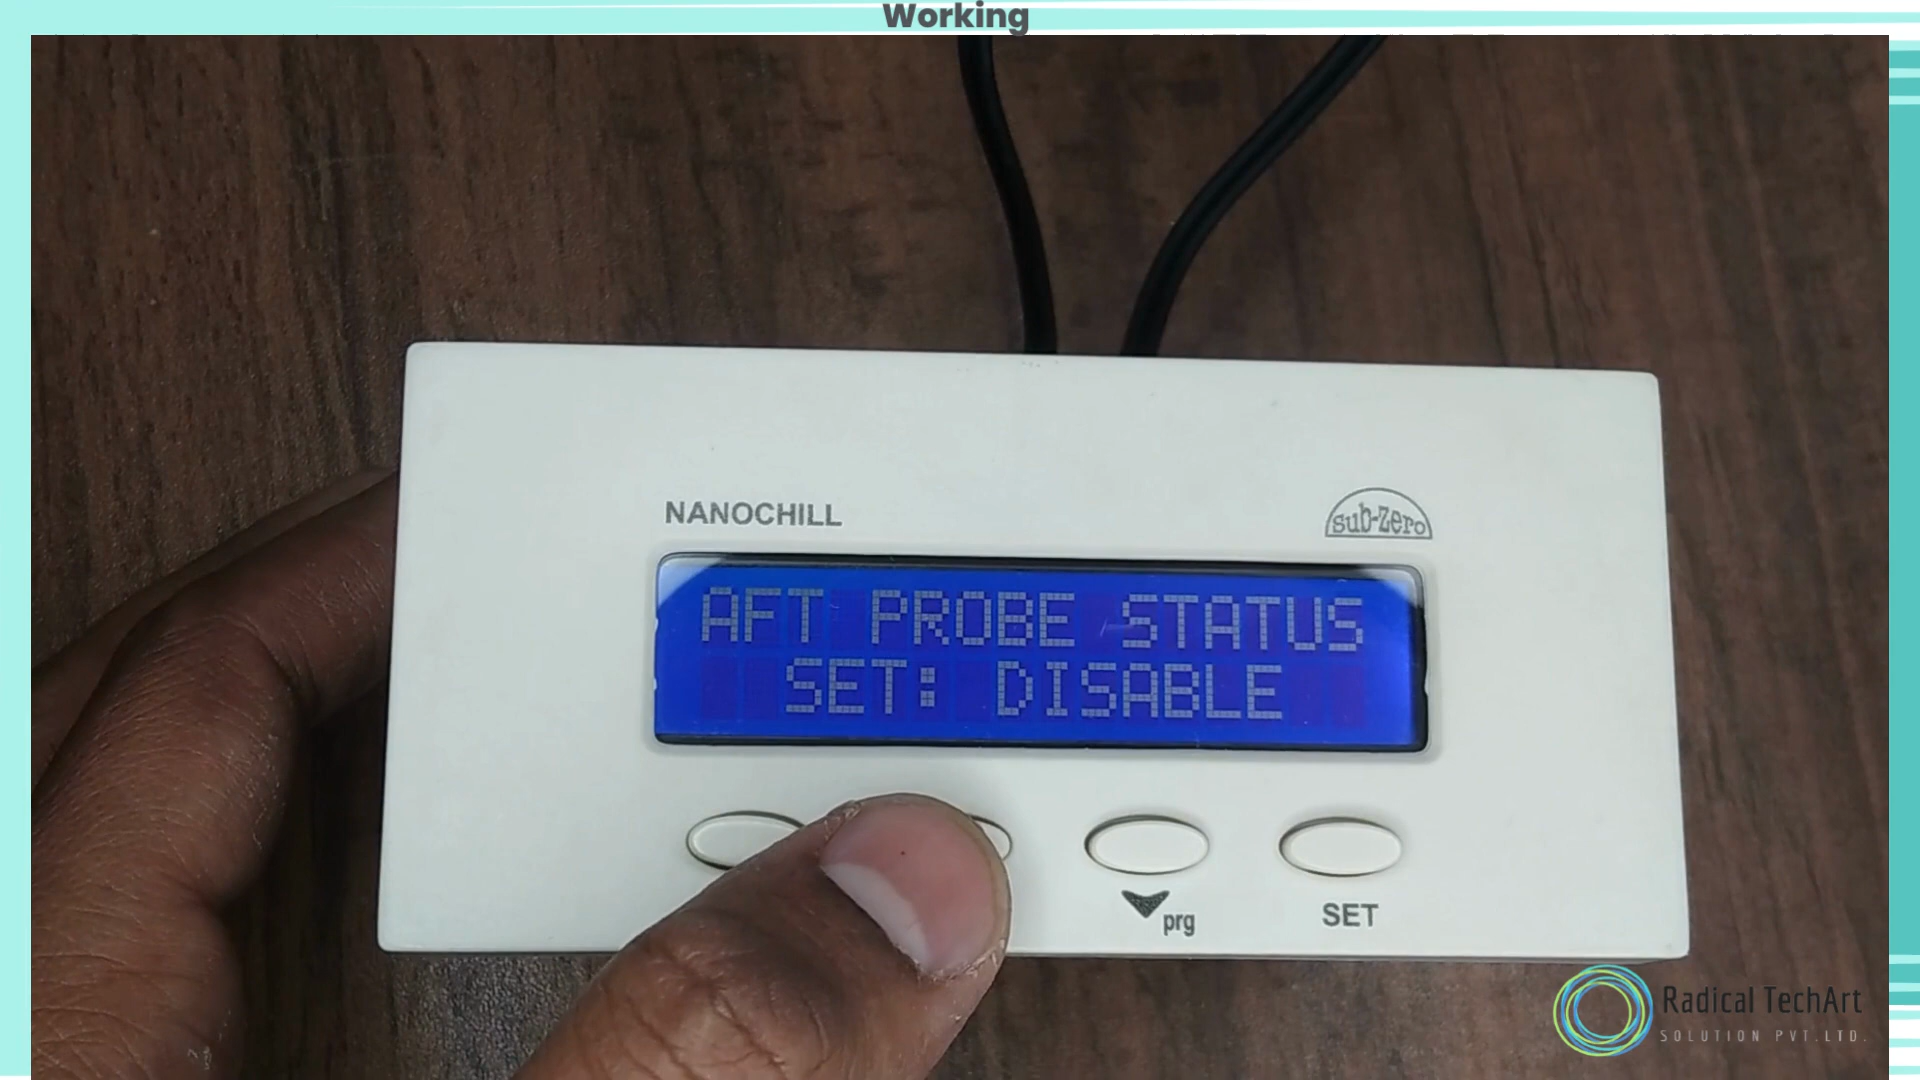 Working
NANOCHILL
Sub-Zero
AFT PROBE STATUS
SET: DISABLE
prg
SET
Radical TechArt
SOLUTION PVT.LTD.